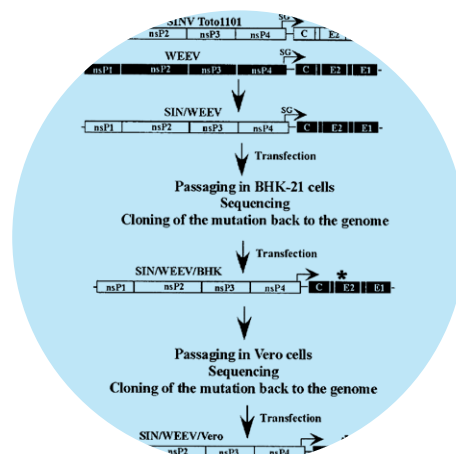 SINV Toto1101 SG
nsP2 nsP3 nsP4 C E2
WEEV SG
nsP1 nsP2 nsP3 nsP4 C E2 E1
SIN/WEEV SG
nsP1 nsP2 nsP3 nsP4 C E2 E1
Transfection
Passaging in BHK-21 cells
Sequencing
Cloning of the mutation back to the genome
Transfection
SIN/WEEV/BHK *
nsP1 nsP2 nsP3 nsP4 C E2 E1
Passaging in Vero cells
Sequencing
Cloning of the mutation back to the genome
Transfection
SIN/WEEV/Vero
nsP2 nsP3 nsP4